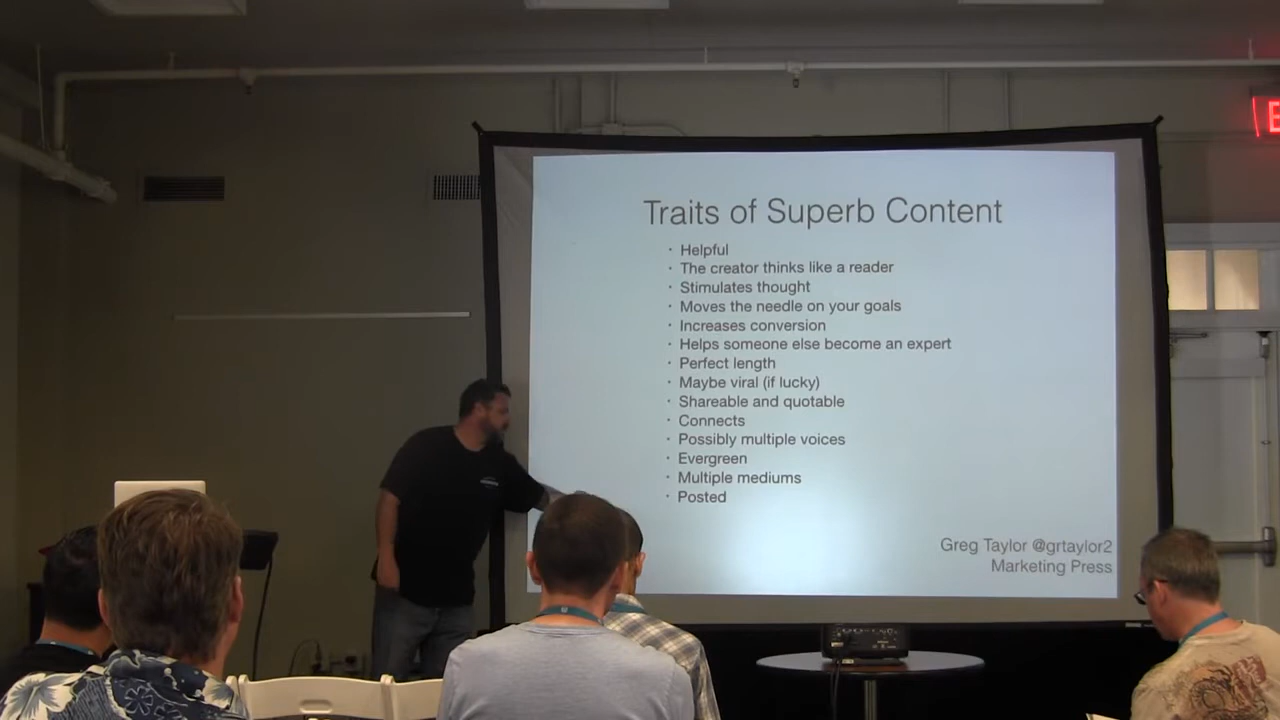 Traits of Superb Content
· Helpful
· The creator thinks like a reader
· Stimulates thought
· Moves the needle on your goals
· Increases conversion
· Helps someone else become an expert
· Perfect length
· Maybe viral (if lucky)
· Shareable and quotable
· Connects
· Possibly multiple voices
· Evergreen
· Multiple mediums
· Posted
Greg Taylor @grtaylor2
Marketing Press